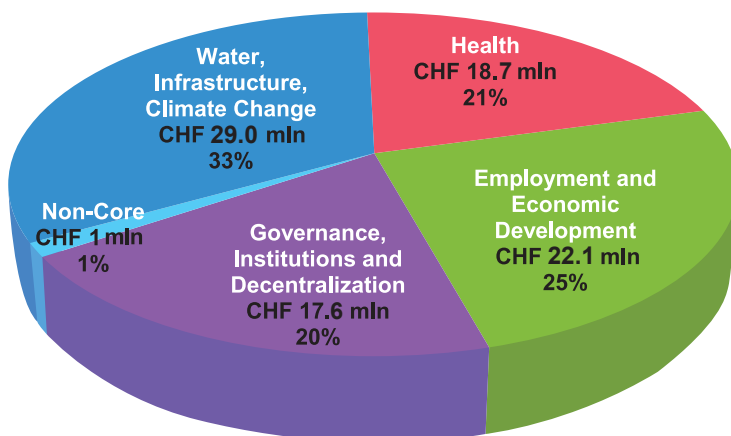 Water,
Infrastructure,
Climate Change
CHF 29.0 mln
33%
Health
CHF 18.7 mln
21%
Employment and
Economic
Development
CHF 22.1 mln
25%
Governance,
Institutions and
Decentralization
CHF 17.6 mln
20%
Non-Core
CHF 1 mln
1%